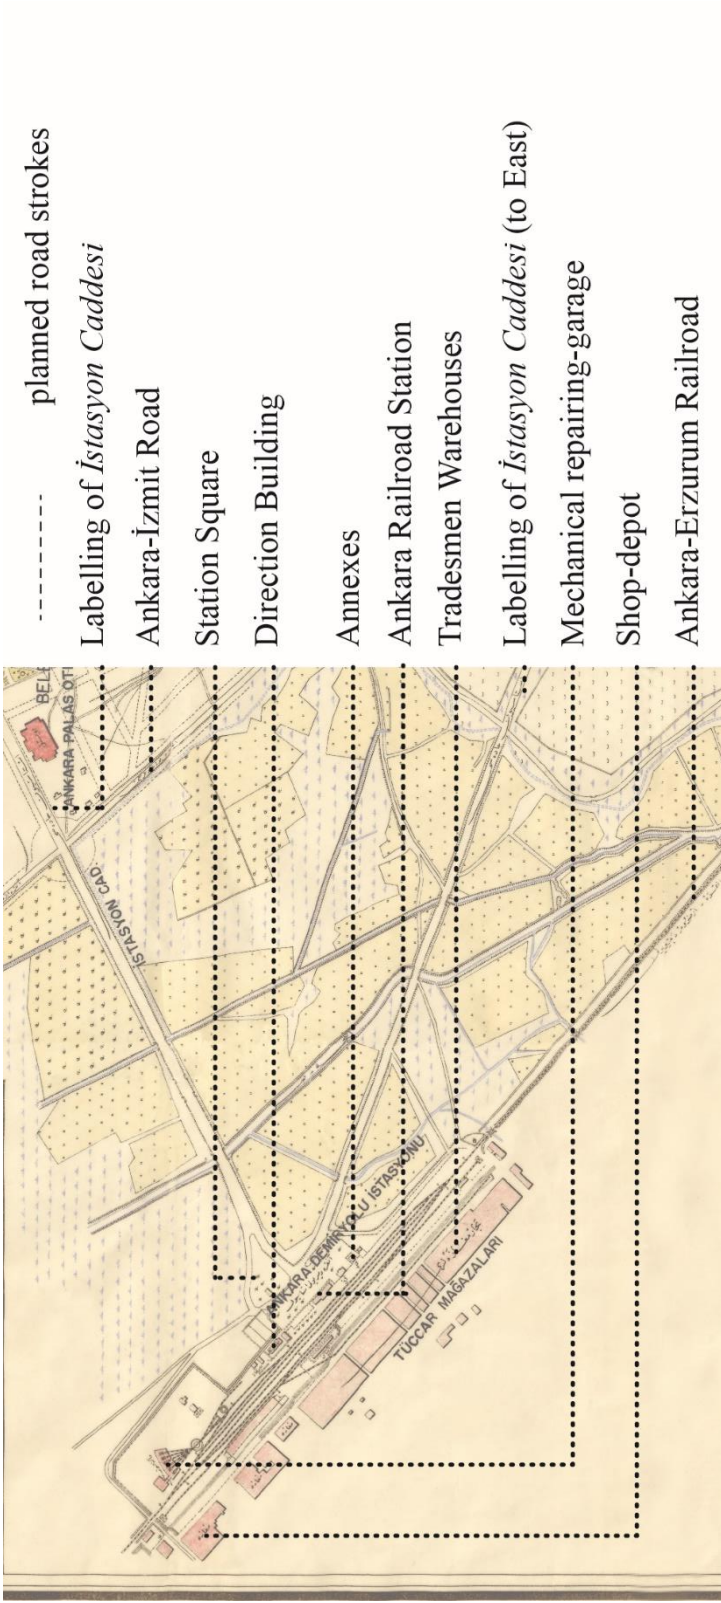 planned road strokes
Labelling of İstasyon Caddesi
Ankara-İzmit Road
Station Square
Direction Building
Annexes
Ankara Railroad Station
Tradesmen Warehouses
Labelling of İstasyon Caddesi (to East)
Mechanical repairing-garage
Shop-depot
Ankara-Erzurum Railroad
BELE
ANKARA PALAS OTE
İSTASYON CAD.
ANKARA DEMİRYOLU İSTASYONU
TÜCCAR MAĞAZALARI